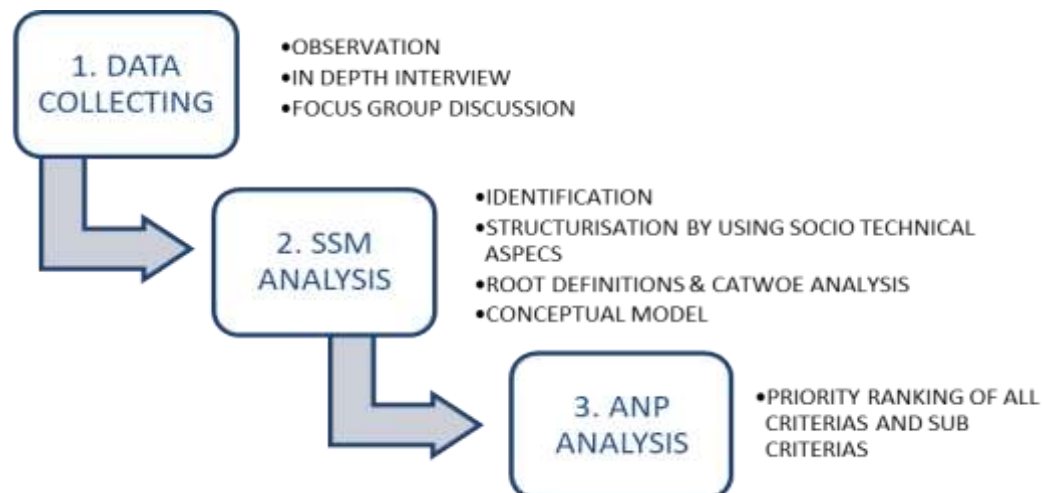 1. DATA
COLLECTING
•OBSERVATION
•IN DEPTH INTERVIEW
•FOCUS GROUP DISCUSSION
2. SSM
ANALYSIS
•IDENTIFICATION
•STRUCTURISATION BY USING SOCIO TECHNICAL
ASPECS
•ROOT DEFINITIONS & CATWOE ANALYSIS
•CONCEPTUAL MODEL
3. ANP
ANALYSIS
•PRIORITY RANKING OF ALL
CRITERIAS AND SUB
CRITERIAS